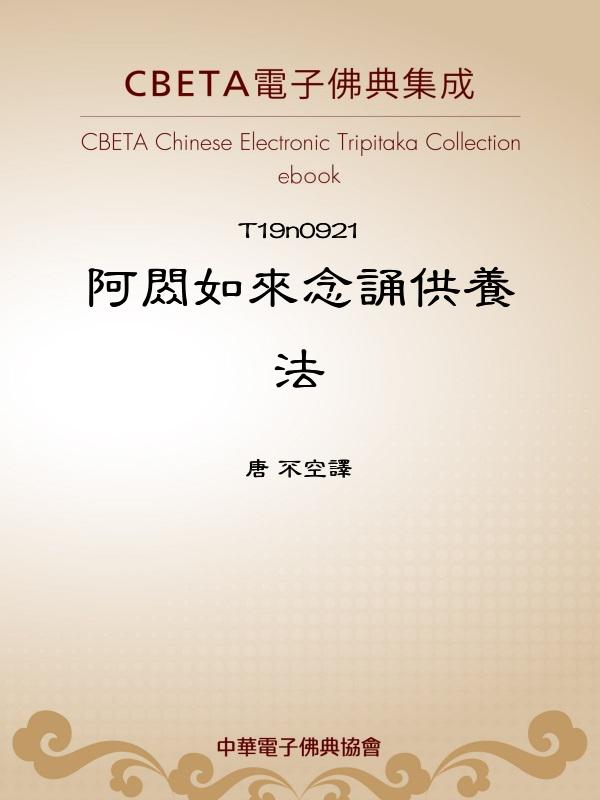 CBETA電子佛典集成
CBETA Chinese Electronic Tripitaka Collection
ebook
T19n0921
阿閦如來念誦供養
法
唐 不空譯
中華電子佛典協會